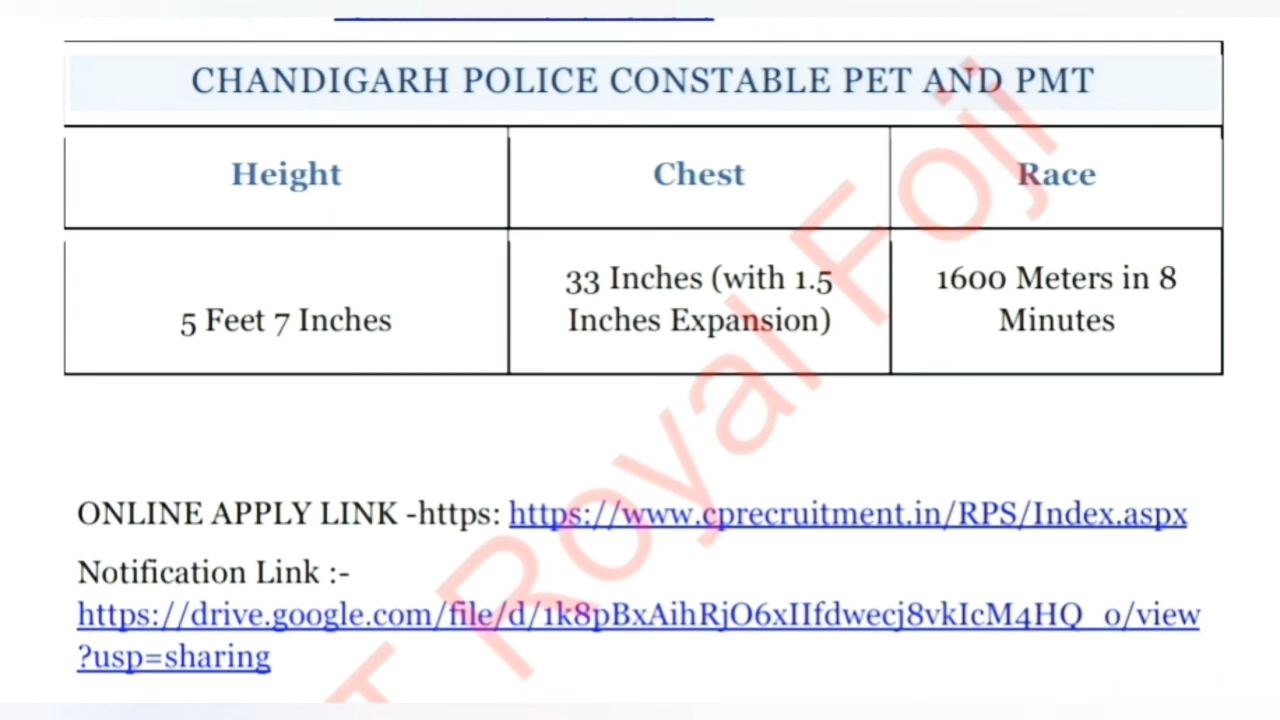 CHANDIGARH POLICE CONSTABLE PET AND PMT
Height Chest Race
5 Feet 7 Inches
33 Inches (with 1.5
Inches Expansion)
1600 Meters in 8
Minutes
ONLINE APPLY LINK -https: https://www.cprecruitment.in/RPS/Index.aspx
Notification Link :-
https://drive.google.com/file/d/1k8pBxAihRjO6xIIfdwecj8vkIcM4HQ_o/view
?usp=sharing
T Royal Foji